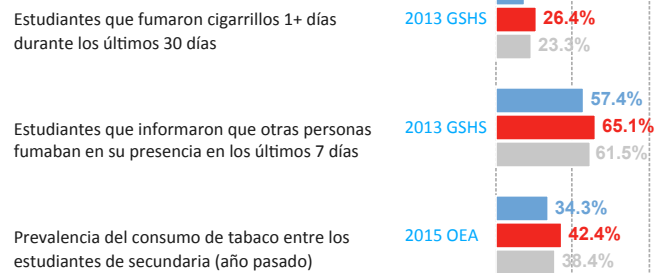 Estudiantes que fumaron cigarrillos 1+ días
durante los últimos 30 días
2013 GSHS
26.4%
23.3%
Estudiantes que informaron que otras personas
fumaban en su presencia en los últimos 7 días
2013 GSHS
57.4%
65.1%
61.5%
Prevalencia del consumo de tabaco entre los
estudiantes de secundaria (año pasado)
2015 OEA
34.3%
42.4%
38.4%